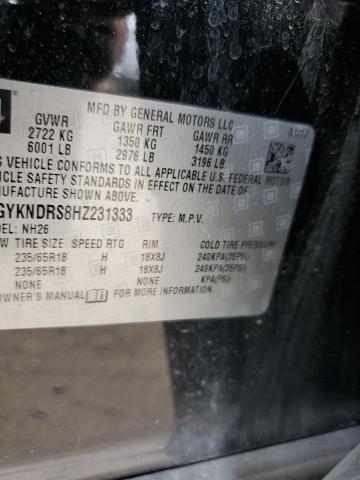 MFD BY GENERAL MOTORS LLC
GVWR GAWR FRT GAWR RR
2722 KG 1350 KG 1450 KG
6001 LB 2976 LB 3196 LB
S VEHICLE CONFORMS TO ALL APPLICABLE U.S. FEDERAL MOTOR
VEHICLE SAFETY STANDARDS IN EFFECT ON THE DATE OF
MANUFACTURE SHOWN ABOVE.
GYKNDRS8HZ231333 TYPE: M.P.V.
DEL: NH26
TIRE SIZE SPEED RTG RIM COLD TIRE PRESSURE
235/65R18 H 18X8J 240KPA(35PSI)
235/65R18 H 18X8J 240KPA(35PSI)
NONE NONE KPA(PSI)
OWNER'S MANUAL FOR MORE INFORMATION.